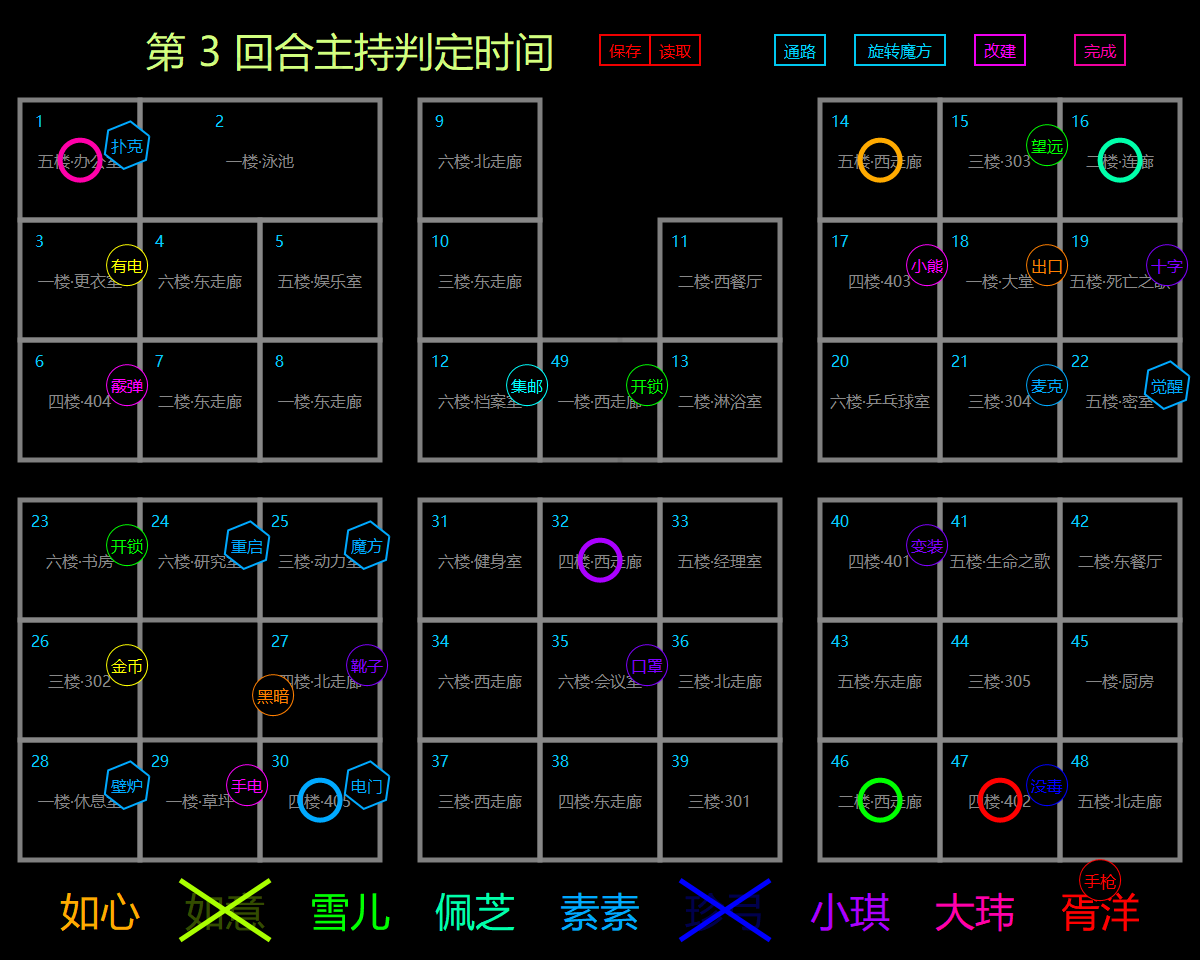 第 3 回合主持判定时间
保存 读取 通路 旋转魔方 改建 完成
1 2 9 14 15 16
扑克 望远
五楼·办公室 一楼·泳池 六楼·北走廊 五楼·西走廊 三楼·303 二楼·连廊
3 4 5 10 11 17 18 19
有电 小熊 出口 十字
一楼·更衣室 六楼·东走廊 五楼·娱乐室 三楼·东走廊 二楼·西餐厅 四楼·403 一楼·大堂 五楼·死亡之歌
6 7 8 12 49 13 20 21 22
霰弹 集邮 开锁 麦克 觉醒
四楼·404 二楼·东走廊 一楼·东走廊 六楼·档案室 一楼·西走廊 二楼·淋浴室 六楼·乒乓球室 三楼·304 五楼·密室
23 24 25 31 32 33 40 41 42
开锁 重启 魔方 变装
六楼·书房 六楼·研究室 三楼·动力室 六楼·健身室 四楼·西走廊 五楼·经理室 四楼·401 五楼·生命之歌 二楼·东餐厅
26 27 34 35 36 43 44 45
金币 靴子 口罩
三楼·302 四楼·北走廊 六楼·西走廊 六楼·会议室 三楼·北走廊 五楼·东走廊 三楼·305 一楼·厨房
黑暗
28 29 30 37 38 39 46 47 48
壁炉 手电 电门 没毒
一楼·休息室 一楼·草坪 四楼·405 三楼·西走廊 四楼·东走廊 三楼·301 二楼·西走廊 四楼·402 五楼·北走廊
手枪
如心 如意 雪儿 佩芝 素素 小琪 大玮 胥洋